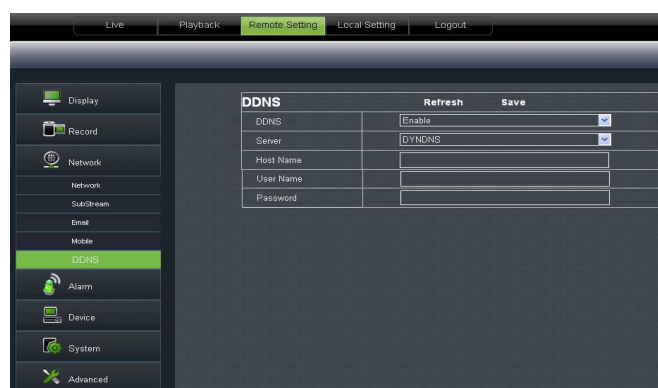 Live Playback Remote Setting Local Setting Logout
Display
Record
Network
Network
SubStream
Email
Mobile
DDNS
Alarm
Device
System
Advanced
DDNS Refresh Save
DDNS Enable
Server DYNDNS
Host Name
User Name
Password